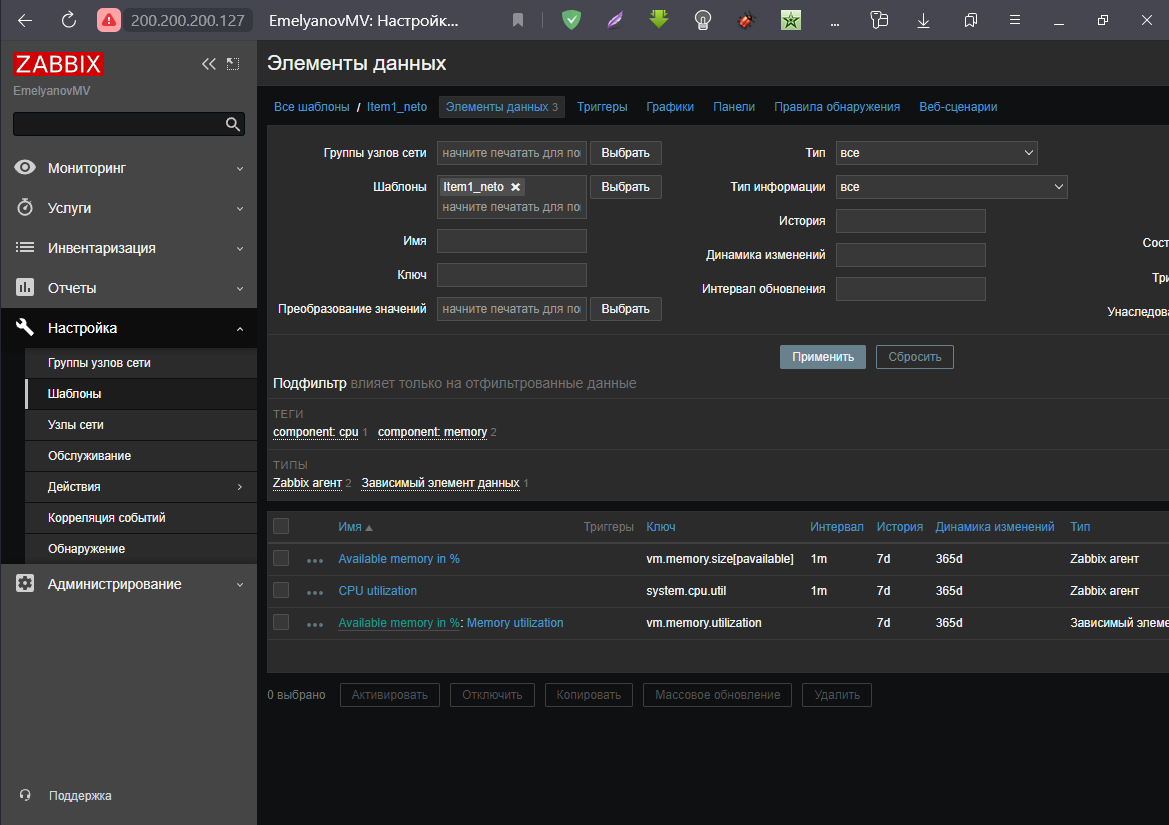 200.200.200.127 EmelyanovMV: Настройк... ...
ZABBIX
EmelyanovMV
Мониторинг
Услуги
Инвентаризация
Отчеты
Настройка
Группы узлов сети
Шаблоны
Узлы сети
Обслуживание
Действия
Корреляция событий
Обнаружение
Администрирование
Поддержка
Элементы данных
Все шаблоны / Item1_neto Элементы данных 3 Триггеры Графики Панели Правила обнаружения Веб-сценарии
Группы узлов сети начните печатать для пои Выбрать
Шаблоны Item1_neto Выбрать
начните печатать для пои
Имя
Ключ
Преобразование значений начните печатать для пои Выбрать
Тип все
Тип информации все
История
Динамика изменений
Интервал обновления
Сост
Три
Унаследова
Применить Сбросить
Подфильтр влияет только на отфильтрованные данные
ТЕГИ
component: cpu 1 component: memory 2
ТИПЫ
Zabbix агент 2 Зависимый элемент данных 1
Имя Триггеры Ключ Интервал История Динамика изменений Тип
Available memory in % vm.memory.size[pavailable] 1m 7d 365d Zabbix агент
CPU utilization system.cpu.util 1m 7d 365d Zabbix агент
Available memory in %: Memory utilization vm.memory.utilization 7d 365d Зависимый элеме
0 выбрано Активировать Отключить Копировать Массовое обновление Удалить